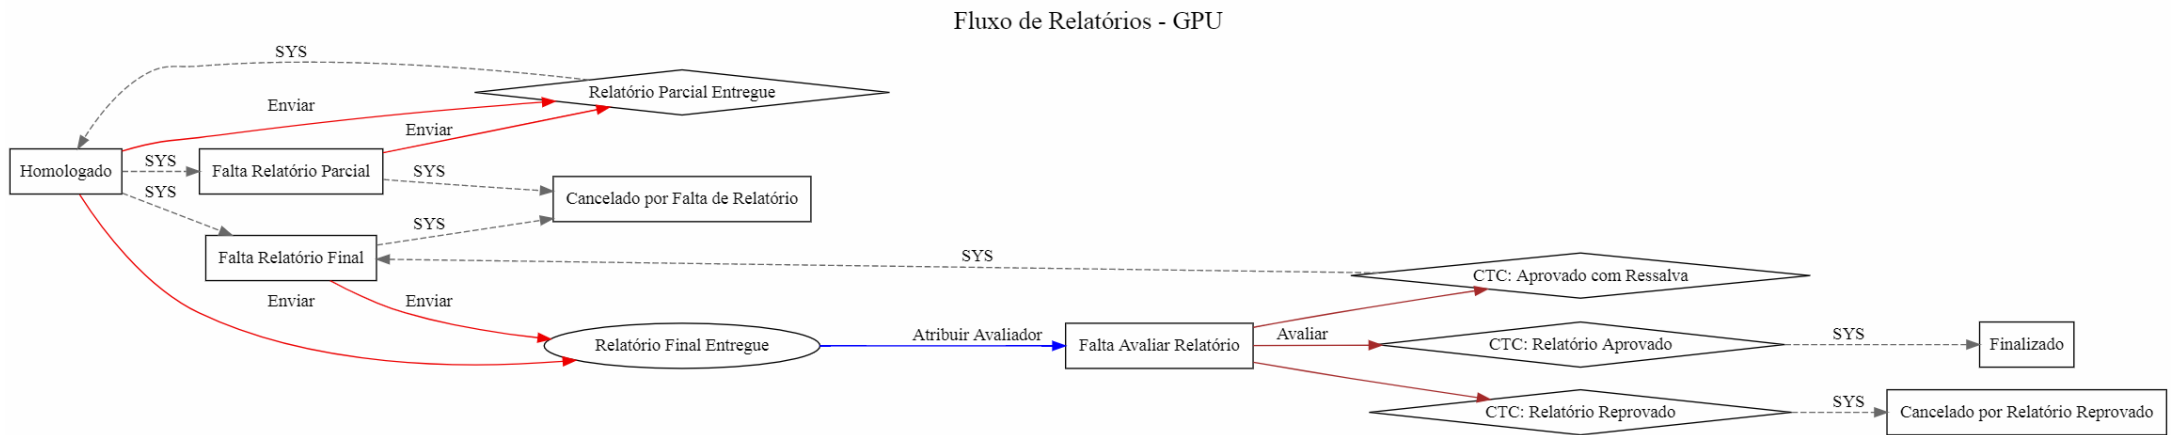 Fluxo de Relatórios - GPU
SYS
Relatório Parcial Entregue
Enviar
Enviar
Homologado
SYS
Falta Relatório Parcial
SYS
SYS
Cancelado por Falta de Relatório
SYS
Falta Relatório Final
SYS
CTC: Aprovado com Ressalva
Enviar
Enviar
Relatório Final Entregue
Atribuir Avaliador
Falta Avaliar Relatório
Avaliar
CTC: Relatório Aprovado
SYS
Finalizado
CTC: Relatório Reprovado
SYS
Cancelado por Relatório Reprovado